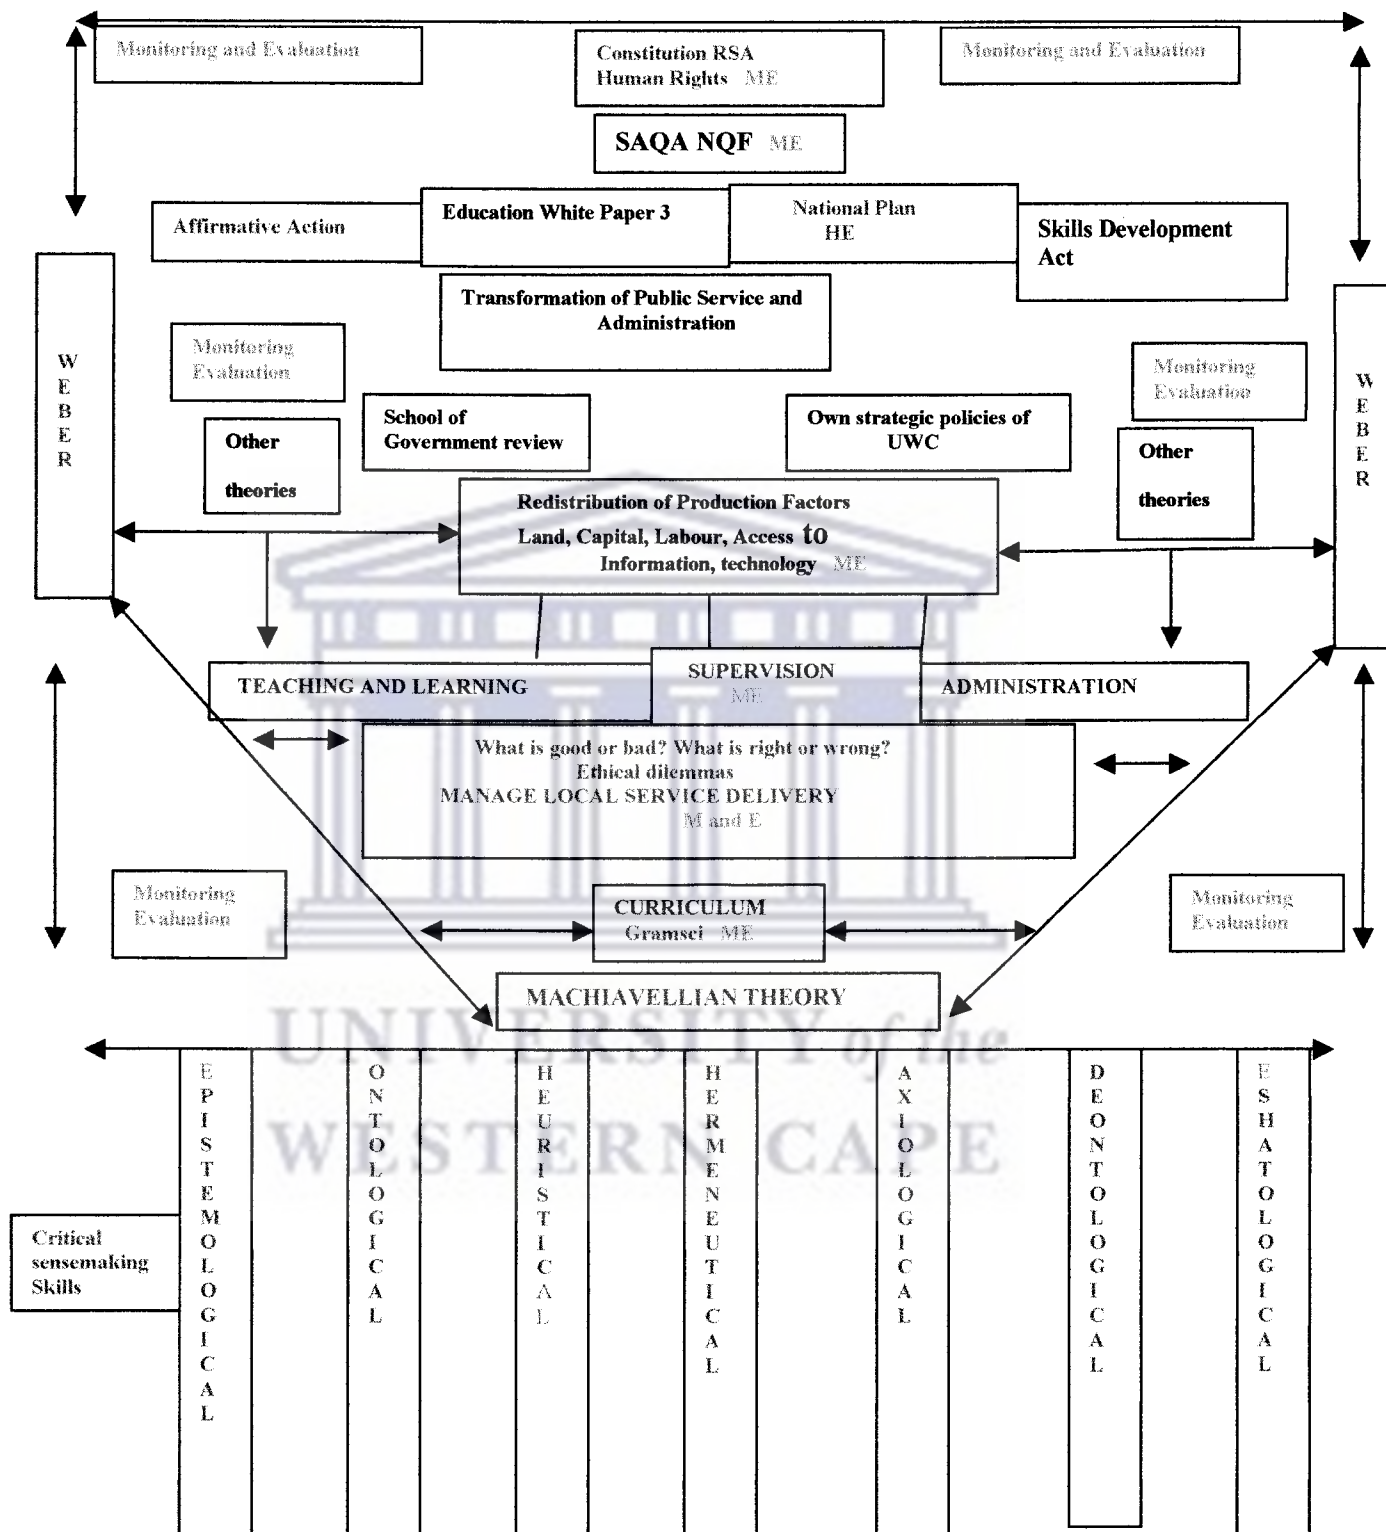 Monitoring and Evaluation
Constitution RSA
Human Rights ME
Monitoring and Evaluation
SAQA NQF ME
Affirmative Action
Education White Paper 3
National Plan
HE
Skills Development
Act
Transformation of Public Service and
Administration
WEBER
Monitoring
Evaluation
Monitoring
Evaluation
WEBER
Other
theories
School of
Government review
Own strategic policies of
UWC
Other
theories
Redistribution of Production Factors
Land, Capital, Labour, Access to
Information, technology ME
TEACHING AND LEARNING
SUPERVISION
ME
ADMINISTRATION
What is good or bad? What is right or wrong?
Ethical dilemmas
MANAGE LOCAL SERVICE DELIVERY
M and E
Monitoring
Evaluation
CURRICULUM
Gramsci ME
Monitoring
Evaluation
MACHIAVELLIAN THEORY
UNIVERSITY of the
WESTERN CAPE
Critical
sensemaking
Skills
EPISTEMOLOGICAL
ONTOLOGICAL
HEURISTICAL
HERMENEUTICAL
AXIOLOGICAL
DEONTOLOGICAL
ESHATOLOGICAL